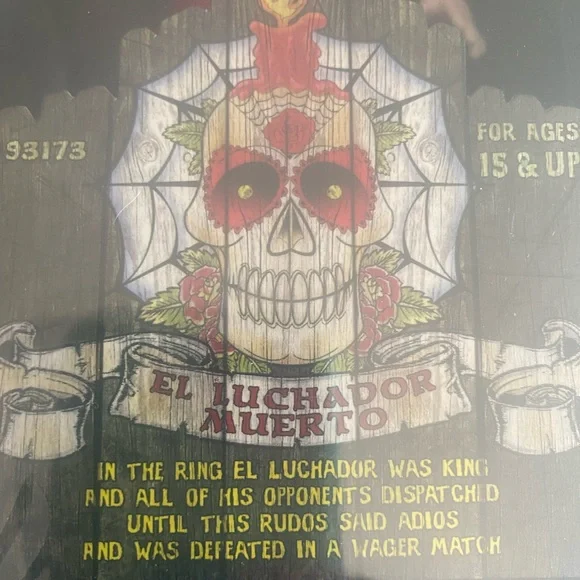 93173
FOR AGES
15 & UP
EL LUCHADOR
MUERTO
IN THE RING EL LUCHADOR WAS KING
AND ALL OF HIS OPPONENTS DISPATCHED
UNTIL THIS RUDOS SAID ADIOS
AND WAS DEFEATED IN A WAGER MATCH